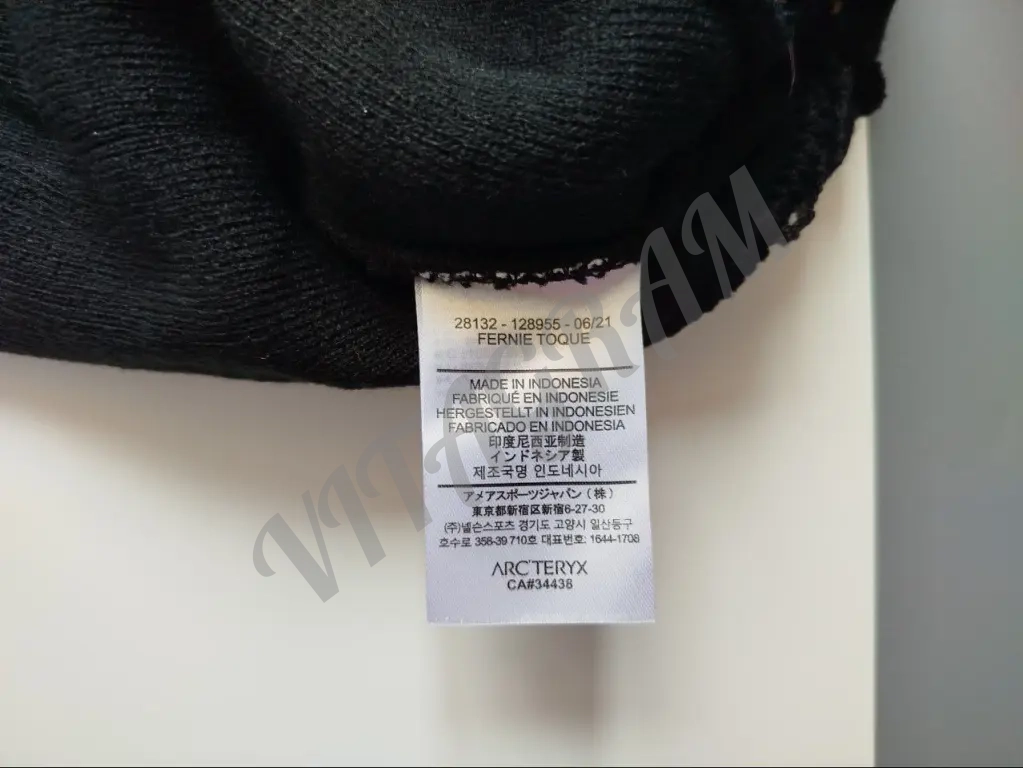 28132 - 128955 - 06/21
FERNIE TOQUE
MADE IN INDONESIA
FABRIQUÉ EN INDONESIE
HERGESTELLT IN INDONESIEN
FABRICADO EN INDONESIA
印度尼西亚制造
インドネシア製
제조국명 인도네시아
アメアスポーツジャパン(株)
東京都新宿区新宿6-27-30
(주)넬슨스포츠 경기도 고양시 일산동구
호수로 358-39 710호 대표번호: 1644-1708
ARC'TERYX
CA#34438
VITAGRAM